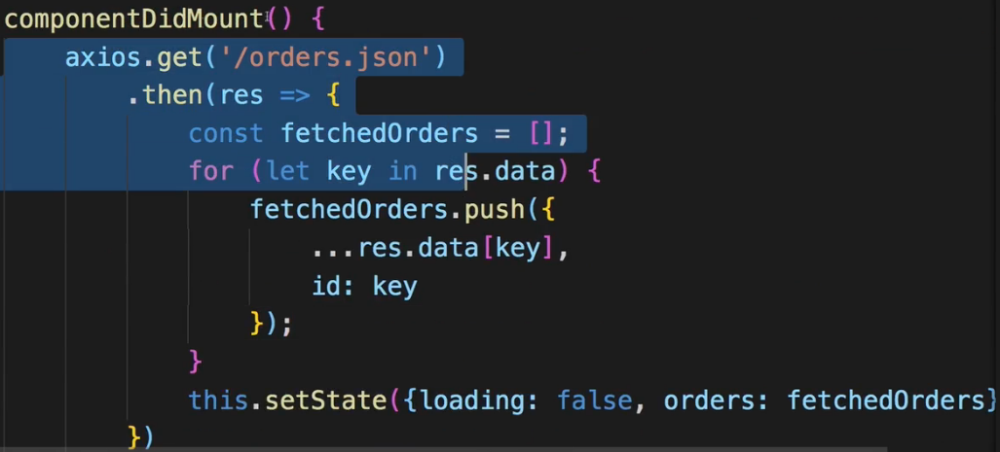 componentDidMount() {
axios.get('/orders.json')
.then(res => {
const fetchedOrders = [];
for (let key in res.data) {
fetchedOrders.push({
...res.data[key],
id: key
});
}
this.setState({loading: false, orders: fetchedOrders}
})